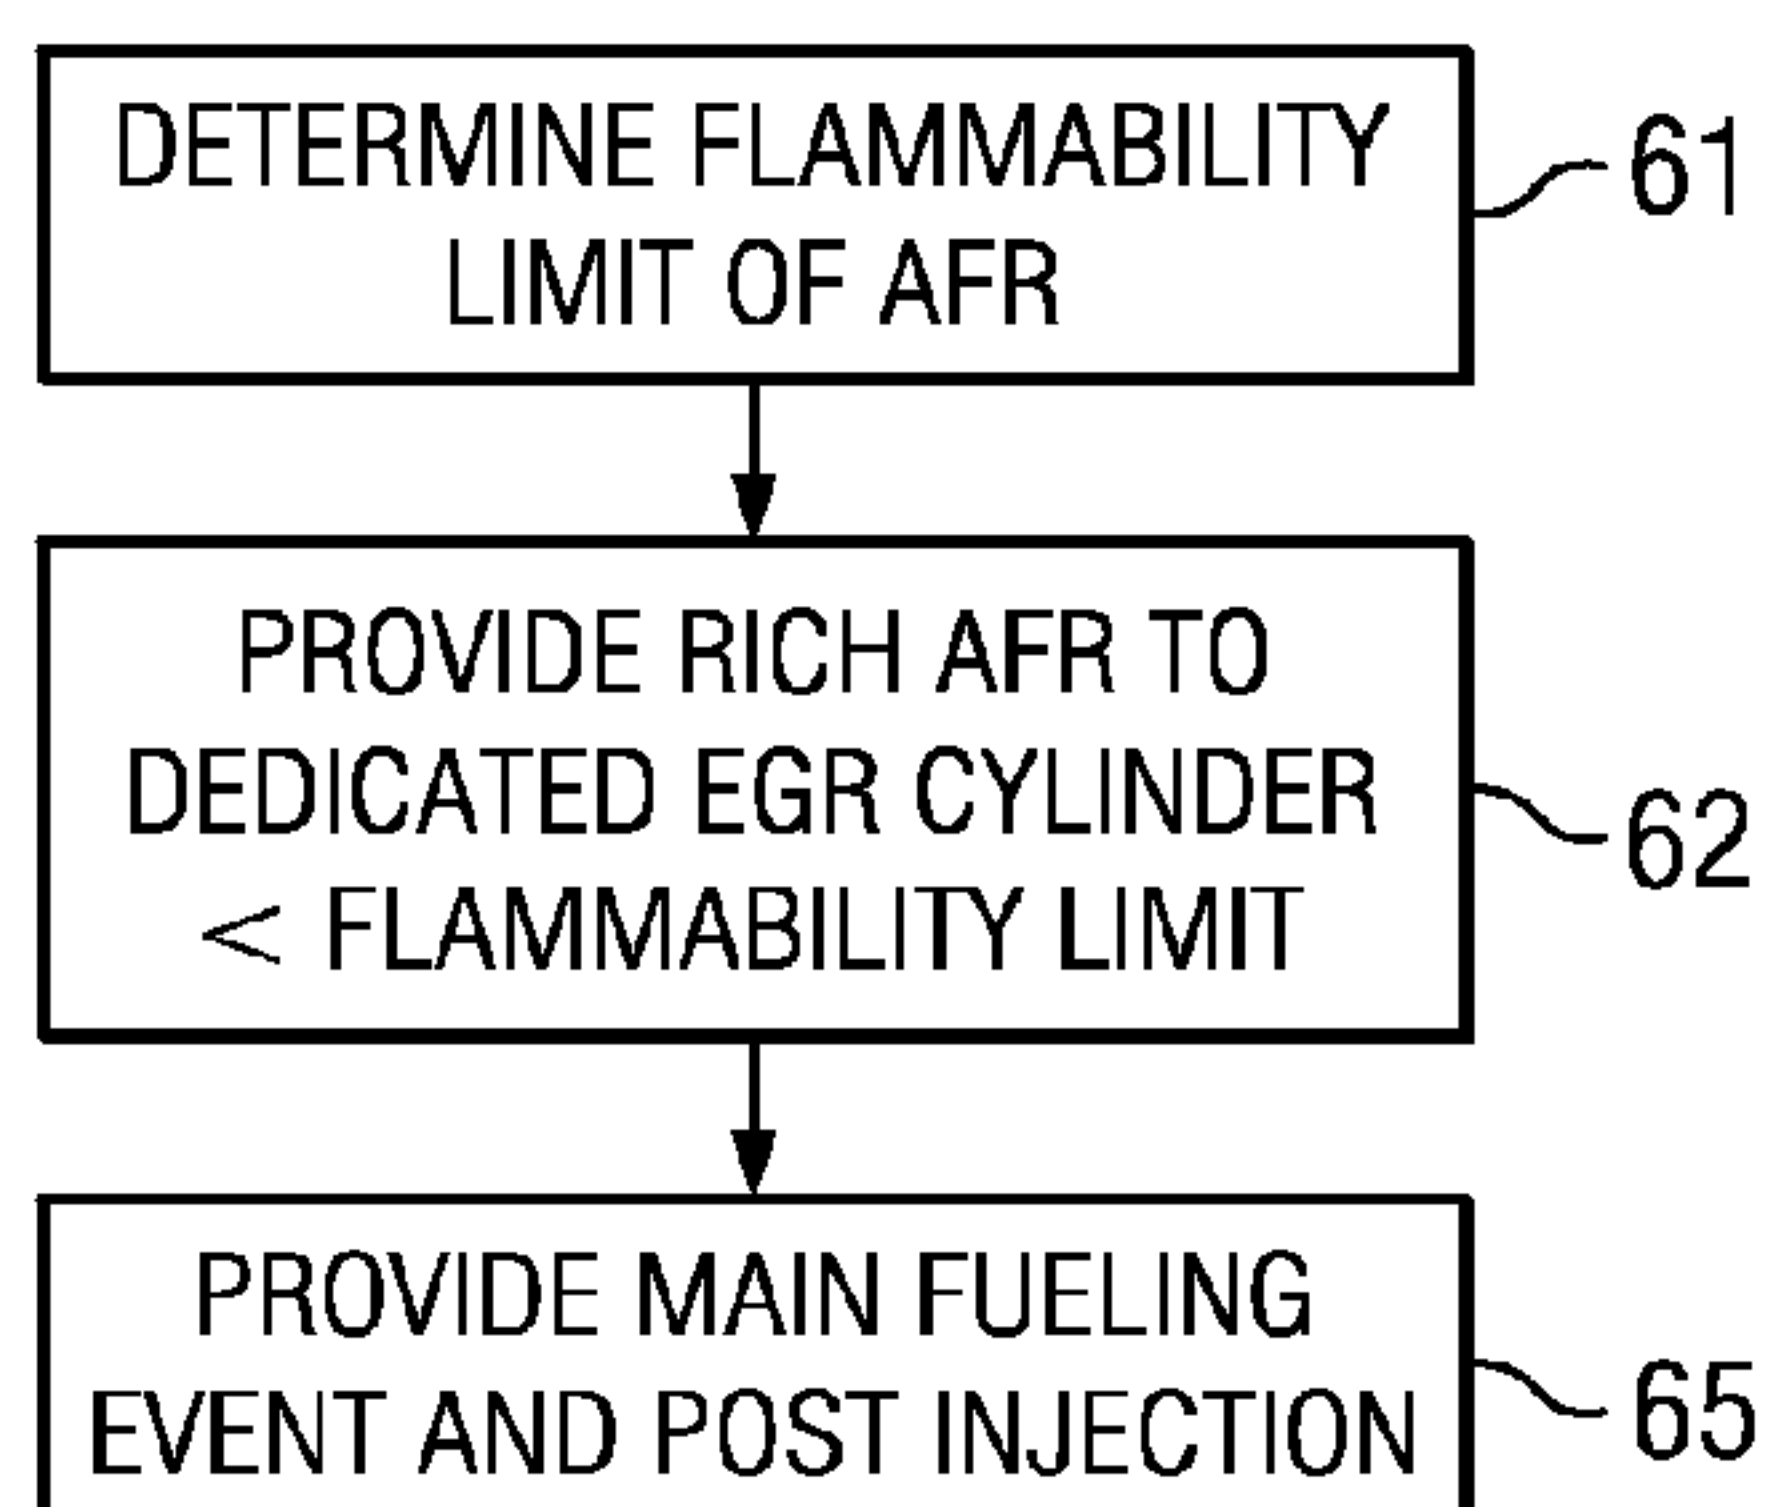 DETERMINE FLAMMABILITY
LIMIT OF AFR
61
PROVIDE RICH AFR TO
DEDICATED EGR CYLINDER
< FLAMMABILITY LIMIT
62
PROVIDE MAIN FUELING
EVENT AND POST INJECTION
65